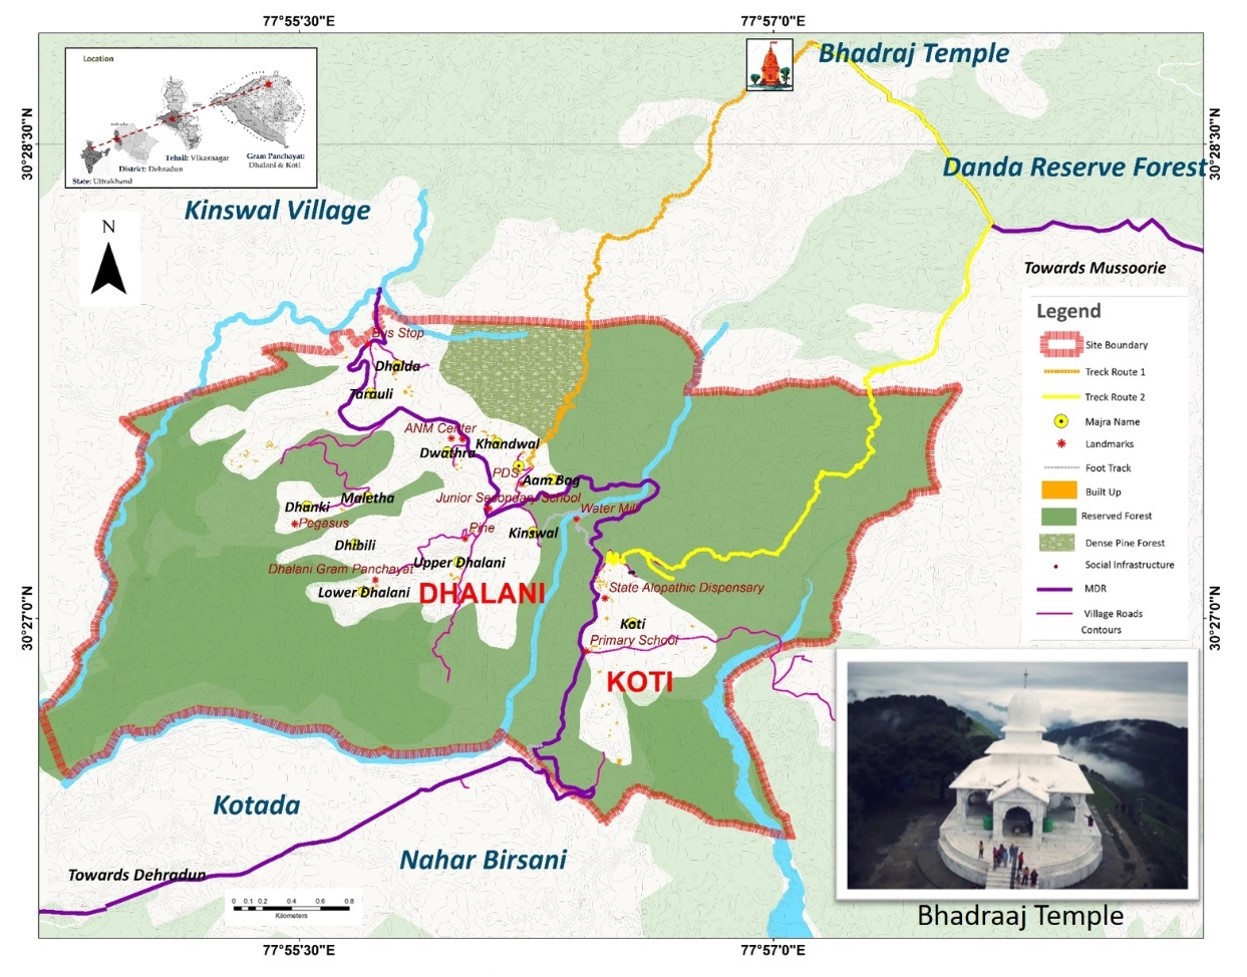 77°55'30"E
77°57'0"E
Location
State: Uttrakhand
District: Dehradun
Tehsil: Vikasnagar
Gram Panchayat:
Dhalani & Koti
Bhadraj Temple
30°28'30"N
30°28'30"N
Danda Reserve Forest
Kinswal Village
N
Towards Mussoorie
Legend
Site Boundary
Treck Route 1
Treck Route 2
Majra Name
Landmarks
Foot Track
Built Up
Reserved Forest
Dense Pine Forest
Social Infrastructure
MDR
Village Roads
Contours
Bus Stop
Dhalda
Tarauli
ANM Center
Khandwal
Dwathra
PDS
Aam Bag
Maletha
Junior Secondary School
Dhanki
Water Mill
Pegasus
Pine
Kinswal
Dhibili
Upper Dhalani
Dhalani Gram Panchayat
Lower Dhalani
DHALANI
State Alopathic Dispensary
Koti
Primary School
KOTI
30°27'0"N
30°27'0"N
Kotada
Nahar Birsani
Towards Dehradun
0 0.1 0.2 0.4 0.6 0.8
Kilometers
Bhadraaj Temple
77°55'30"E
77°57'0"E